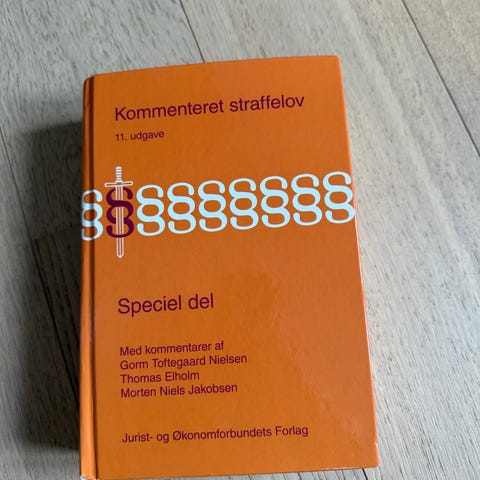 Kommenteret straffelov
11. udgave
§§§§§§§§§
Speciel del
Med kommentarer af
Gorm Toftegaard Nielsen
Thomas Elholm
Morten Niels Jakobsen
Jurist- og Økonomforbundets Forlag